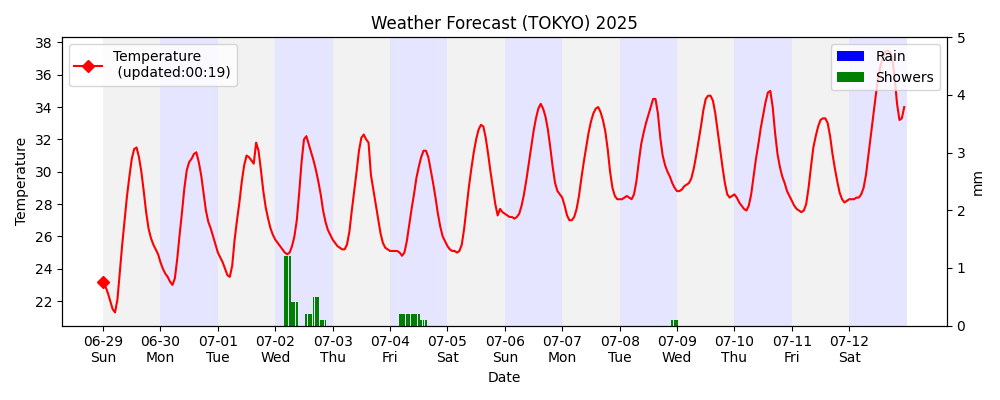 Weather Forecast (TOKYO) 2025
Temperature
(updated:00:19)
Rain
Showers
Temperature
38
36
34
32
30
28
26
24
22
5
4
3
2
1
0
mm
06-29 06-30 07-01 07-02 07-03 07-04 07-05 07-06 07-07 07-08 07-09 07-10 07-11 07-12
Sun Mon Tue Wed Thu Fri Sat Sun Mon Tue Wed Thu Fri Sat
Date